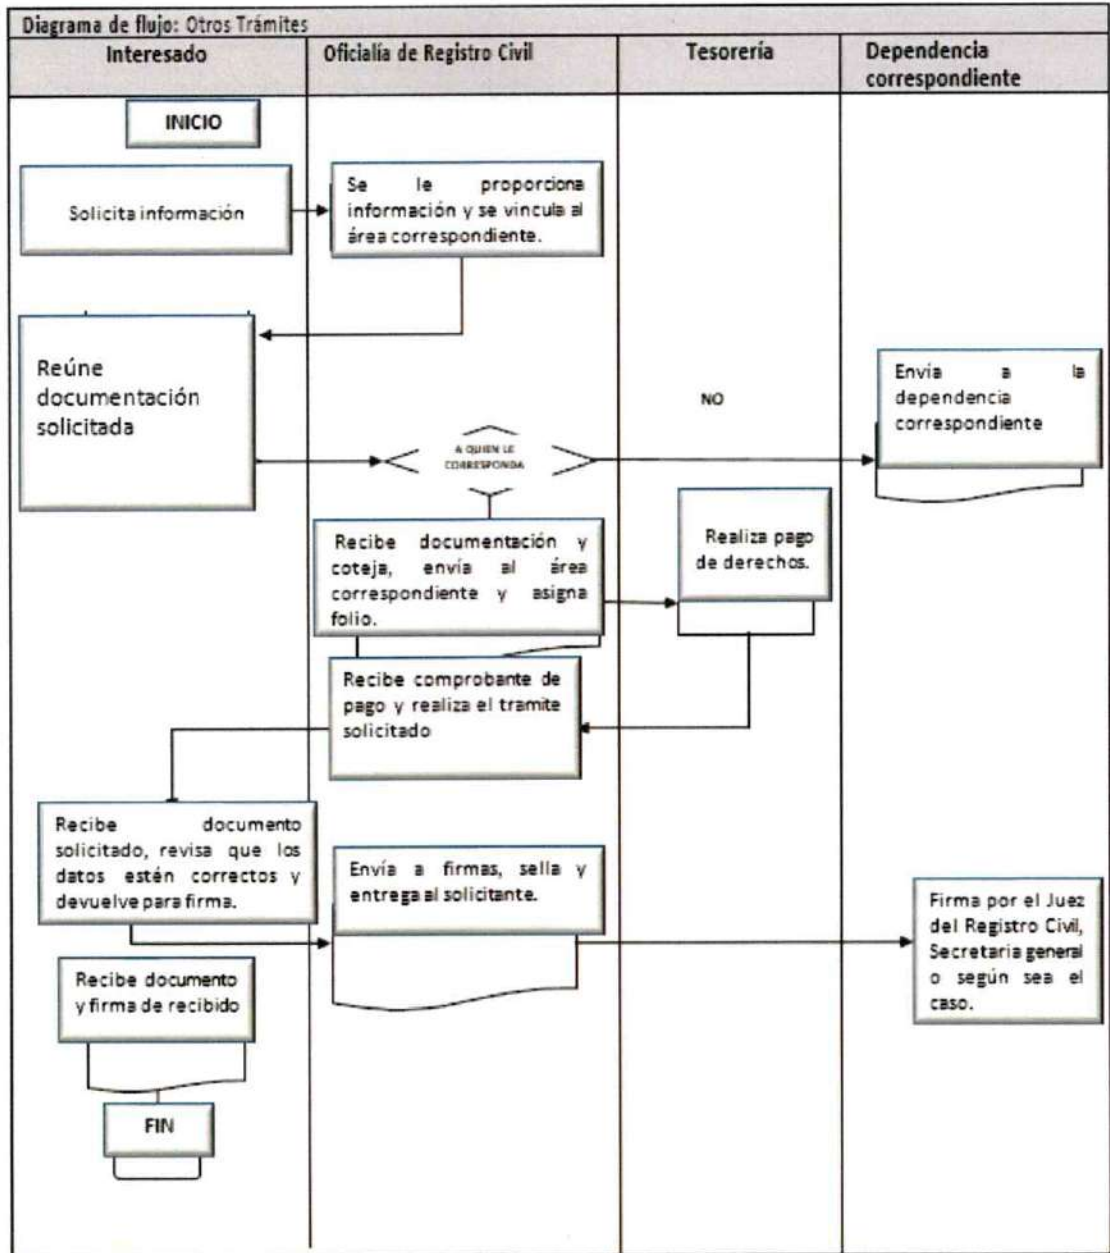 Diagrama de flujo: Otros Trámites
Interesado
Oficialía de Registro Civil
Tesorería
Dependencia
correspondiente
INICIO
Solicita información
Se le proporciona
información y se vincula al
área correspondiente.
Reúne
documentación
solicitada
A QUIEN LE
CORRESPONDA
NO
Envía a la
dependencia
correspondiente
Recibe documentación y
coteja, envía al área
correspondiente y asigna
folio.
Realiza pago
de derechos.
Recibe comprobante de
pago y realiza el tramite
solicitado
Recibe documento
solicitado, revisa que los
datos estén correctos y
devuelve para firma.
Envía a firmas, sella y
entrega al solicitante.
Firma por el Juez
del Registro Civil,
Secretaria general
o según sea el
caso.
Recibe documento
y firma de recibido
FIN